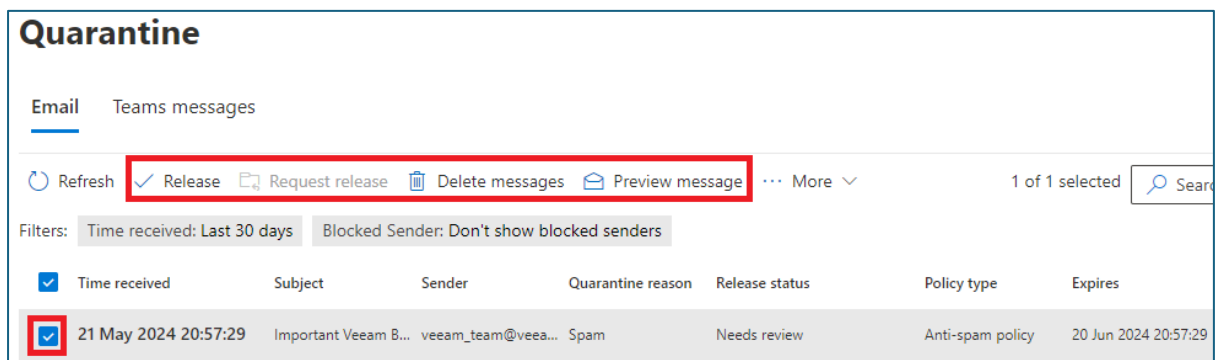 Quarantine
Email Teams messages
Refresh Release Request release Delete messages Preview message ··· More 1 of 1 selected Sear
Filters: Time received: Last 30 days Blocked Sender: Don't show blocked senders
Time received Subject Sender Quarantine reason Release status Policy type Expires
21 May 2024 20:57:29 Important Veeam B... veeam_team@veea... Spam Needs review Anti-spam policy 20 Jun 2024 20:57:29